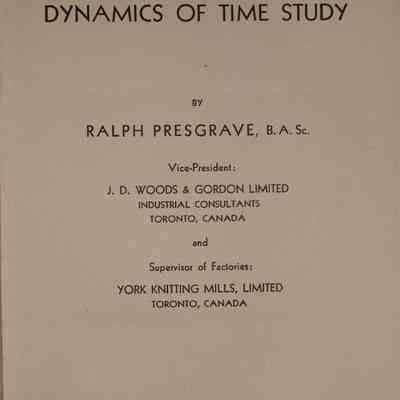 DYNAMICS OF TIME STUDY
BY
RALPH PRESGRAVE, B. A. Sc.
Vice-President:
J. D. WOODS & GORDON LIMITED
INDUSTRIAL CONSULTANTS
TORONTO, CANADA
and
Supervisor of Factories:
YORK KNITTING MILLS, LIMITED
TORONTO, CANADA